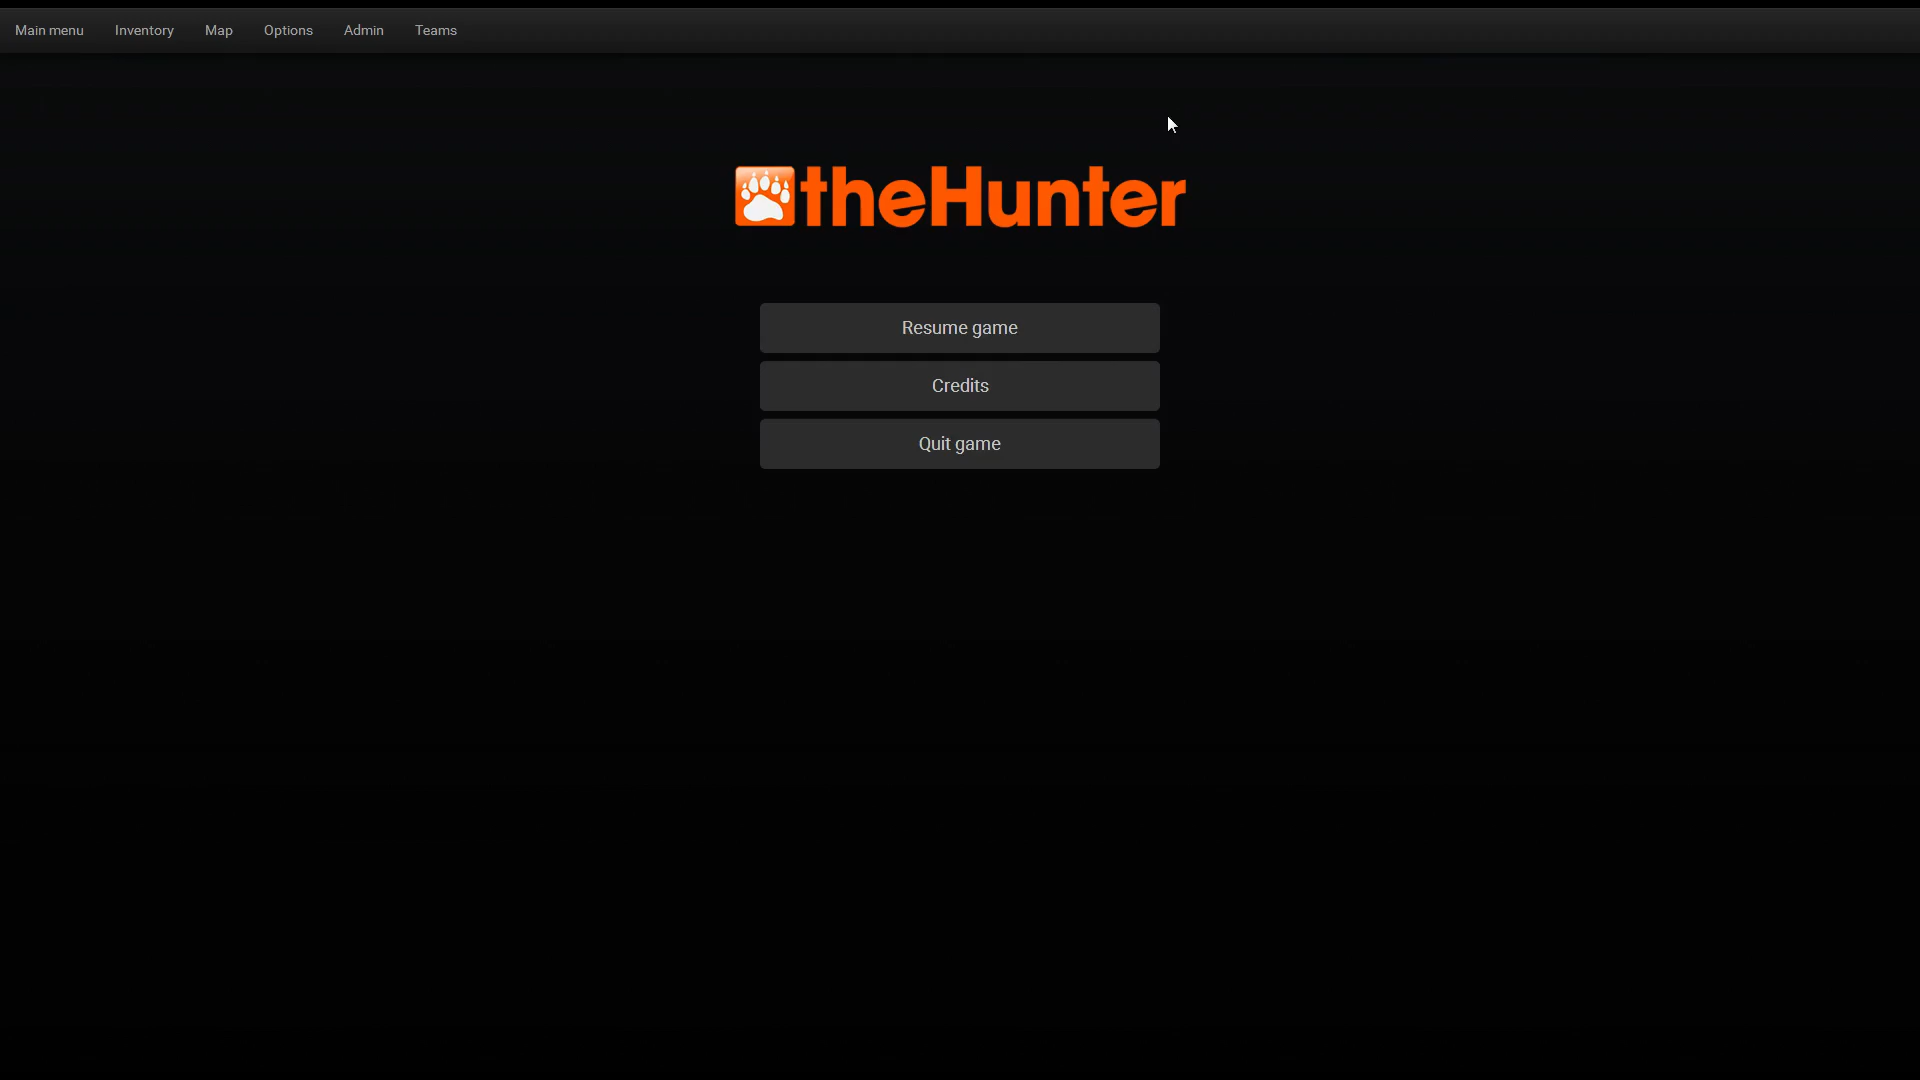 Main menu Inventory Map Options Admin Teams
theHunter
Resume game
Credits
Quit game